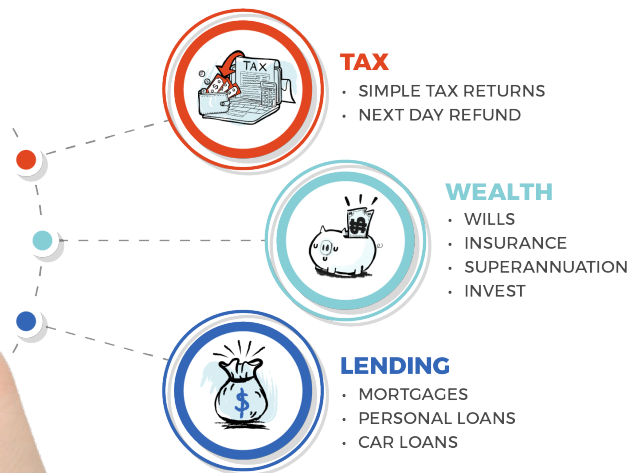 TAX
TAX
• SIMPLE TAX RETURNS
• NEXT DAY REFUND
WEALTH
• WILLS
• INSURANCE
• SUPERANNUATION
• INVEST
$
LENDING
• MORTGAGES
• PERSONAL LOANS
• CAR LOANS